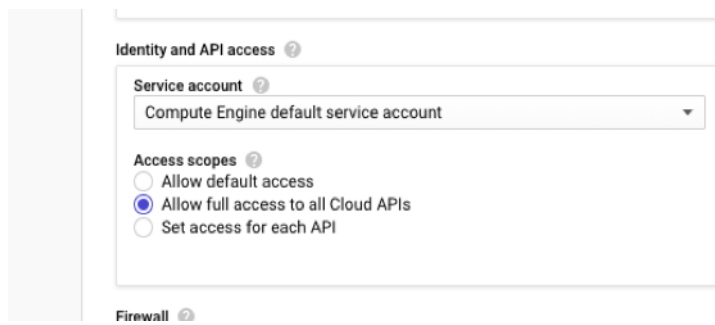 Identity and API access
Service account
Compute Engine default service account
Access scopes
Allow default access
Allow full access to all Cloud APIs
Set access for each API
Firewall